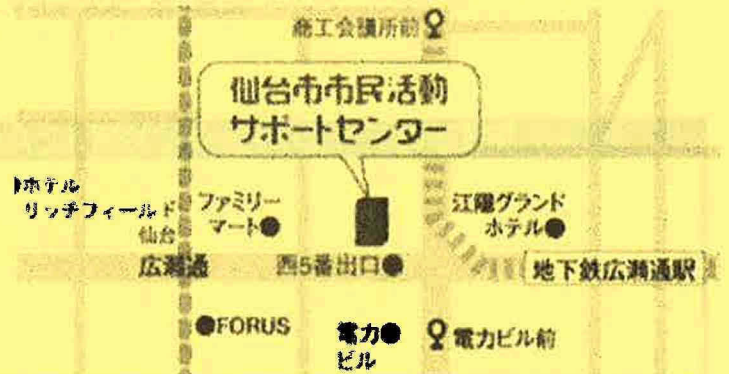 商工会議所前
仙台市市民活動
サポートセンター
ホテル
リッチフィールド
仙台
ファミリー
マート
江陽グランド
ホテル
広瀬通
西5番出口
地下鉄広瀬通駅
FORUS
電力
ビル
電力ビル前